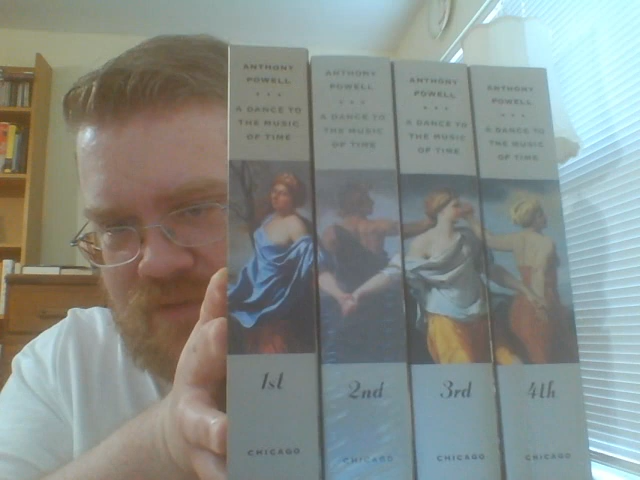 ANTHONY
POWELL
A DANCE TO
THE MUSIC
OF TIME
1st
CHICAGO
ANTHONY
POWELL
A DANCE TO
THE MUSIC
OF TIME
2nd
CHICAGO
ANTHONY
POWELL
A DANCE TO
THE MUSIC
OF TIME
3rd
CHICAGO
ANTHONY
POWELL
A DANCE TO
THE MUSIC
OF TIME
4th
CHICAGO